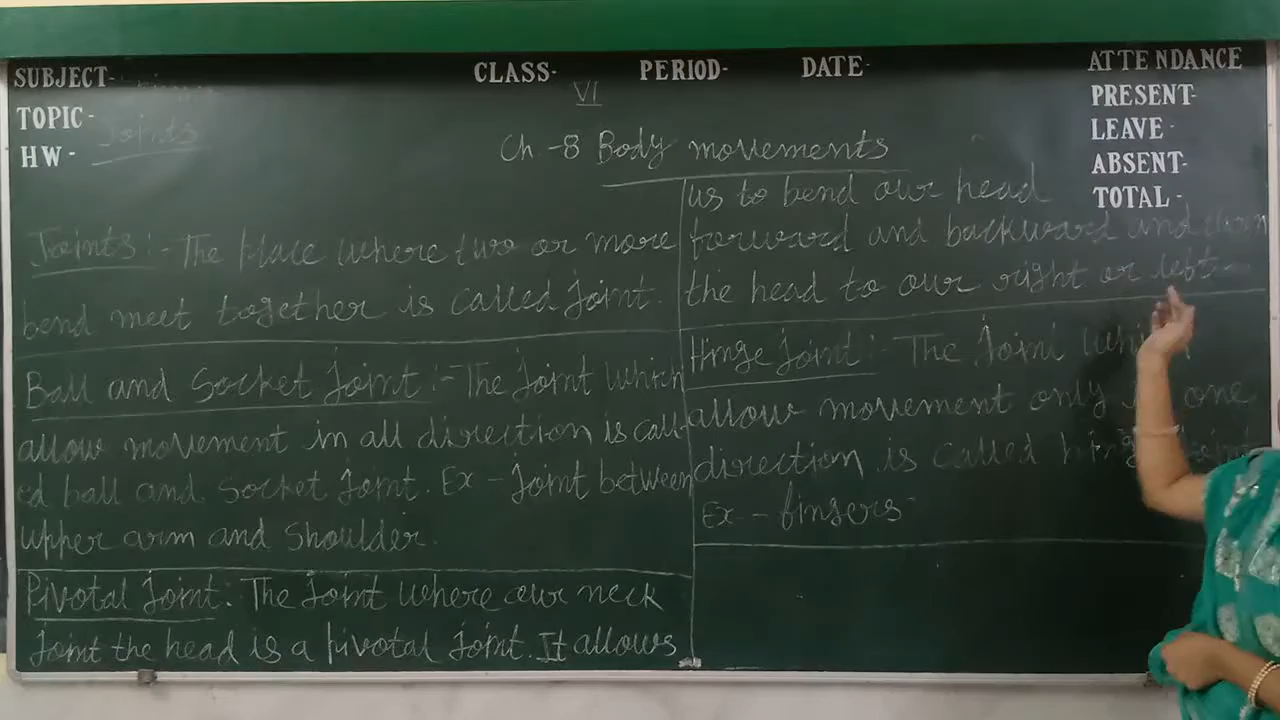 SUBJECT-
CLASS-
PERIOD-
DATE-
ATTENDANCE
VI
TOPIC- Joints
PRESENT-
HW-
LEAVE-
ABSENT-
TOTAL-
Ch -8 Body movements
Joints:- The place where two or more
bend meet together is called Joint.
Ball and Socket Joint:- The Joint which
allow movement in all direction is call-
ed ball and Socket Joint. Ex - Joint between
upper arm and Shoulder.
Pivotal Joint: The Joint where our neck
Joint the head is a pivotal Joint. It allows
us to bend our head
forward and backward and turn
the head to our right or left-
Hinge Joint:- The Joint
allow movement only one
direction is called
Ex - fingers